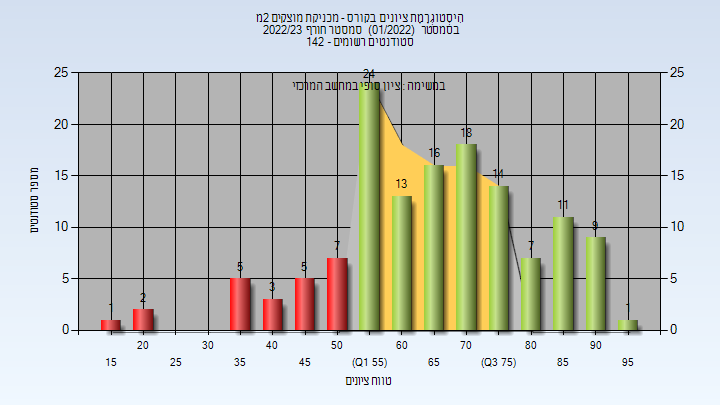 היסטוגרמת ציונים בקורס - מכניקת מוצקים 2מ
בסמסטר (01/2022) סמסטר חורף 2022/23
סטודנטים רשומים - 142
במשימה : ציון סופי במחשב המרכזי
מספר סטודנטים
25 25
20 20
15 15
10 10
5 5
0 0
24
18
16
14
13
11
9
7 7
5 5
3
2
1 1
20 30 40 50 60 70 80 90
15 25 35 45 (Q1 55) 65 (Q3 75) 85 95
טווח ציונים